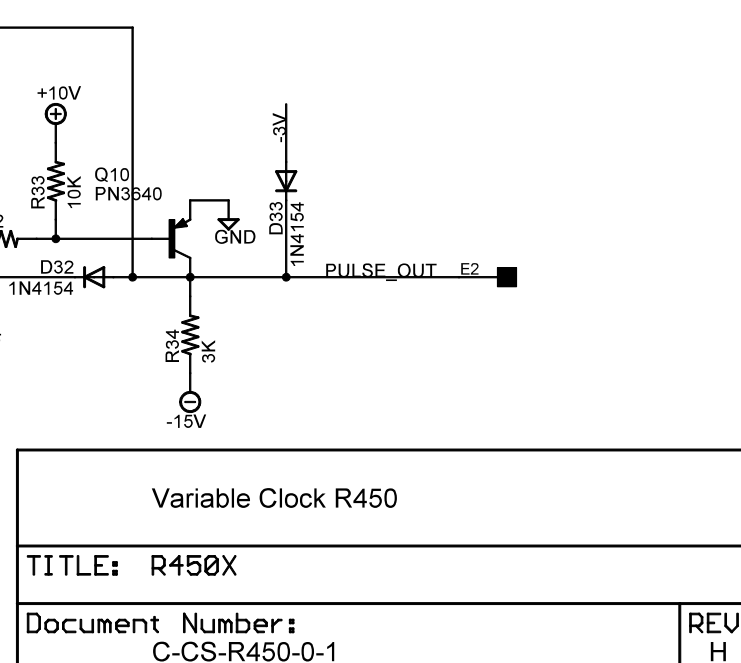 +10V
R33
10K
Q10
PN3640
-3V
D33
1N4154
GND
D32
1N4154
PULSE_OUT
E2
R34
3K
-15V
Variable Clock R450
TITLE: R450X
Document Number:
REV
C-CS-R450-0-1
H